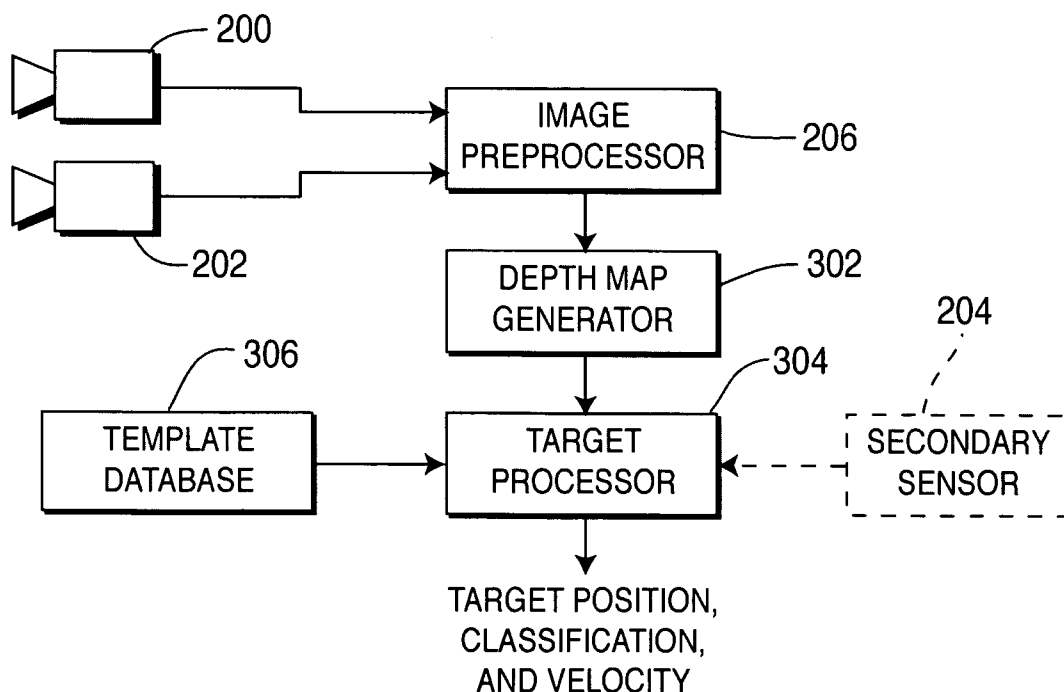 200
IMAGE
PREPROCESSOR
206
202
DEPTH MAP
GENERATOR
302
204
306
304
TEMPLATE
DATABASE
TARGET
PROCESSOR
SECONDARY
SENSOR
TARGET POSITION,
CLASSIFICATION,
AND VELOCITY